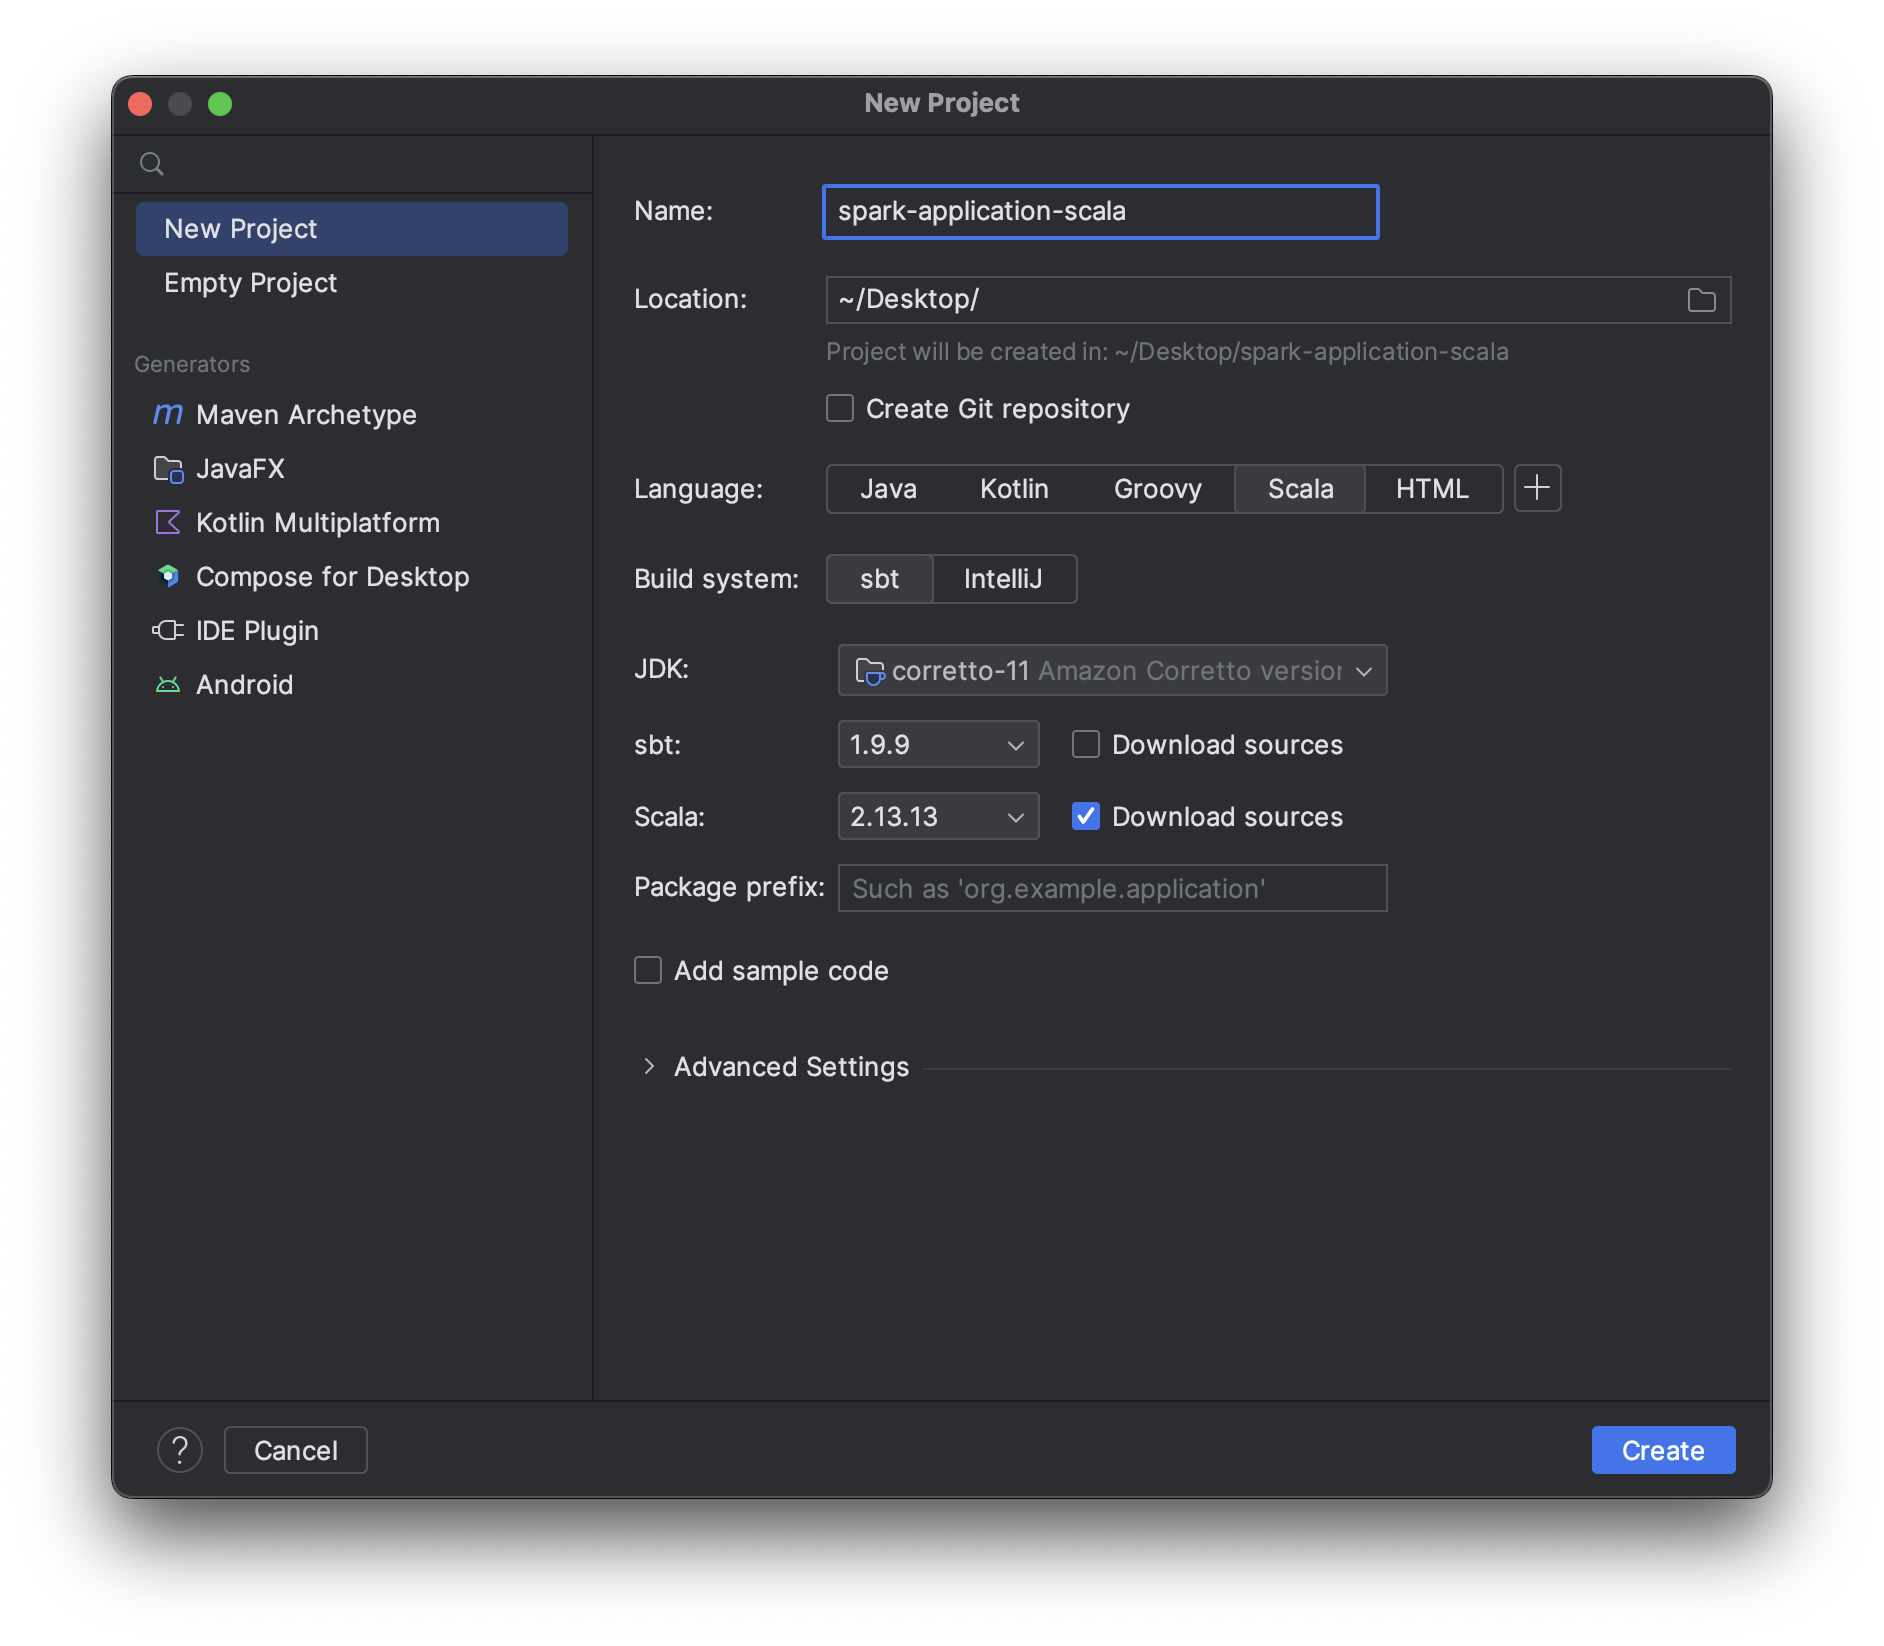 New Project
New Project
Empty Project
Generators
Maven Archetype
JavaFX
Kotlin Multiplatform
Compose for Desktop
IDE Plugin
Android
Name: spark-application-scala
Location: ~/Desktop/
Project will be created in: ~/Desktop/spark-application-scala
Create Git repository
Language: Java Kotlin Groovy Scala HTML
Build system: sbt IntelliJ
JDK: corretto-11 Amazon Corretto version
sbt: 1.9.9 Download sources
Scala: 2.13.13 Download sources
Package prefix: Such as 'org.example.application'
Add sample code
Advanced Settings
? Cancel Create